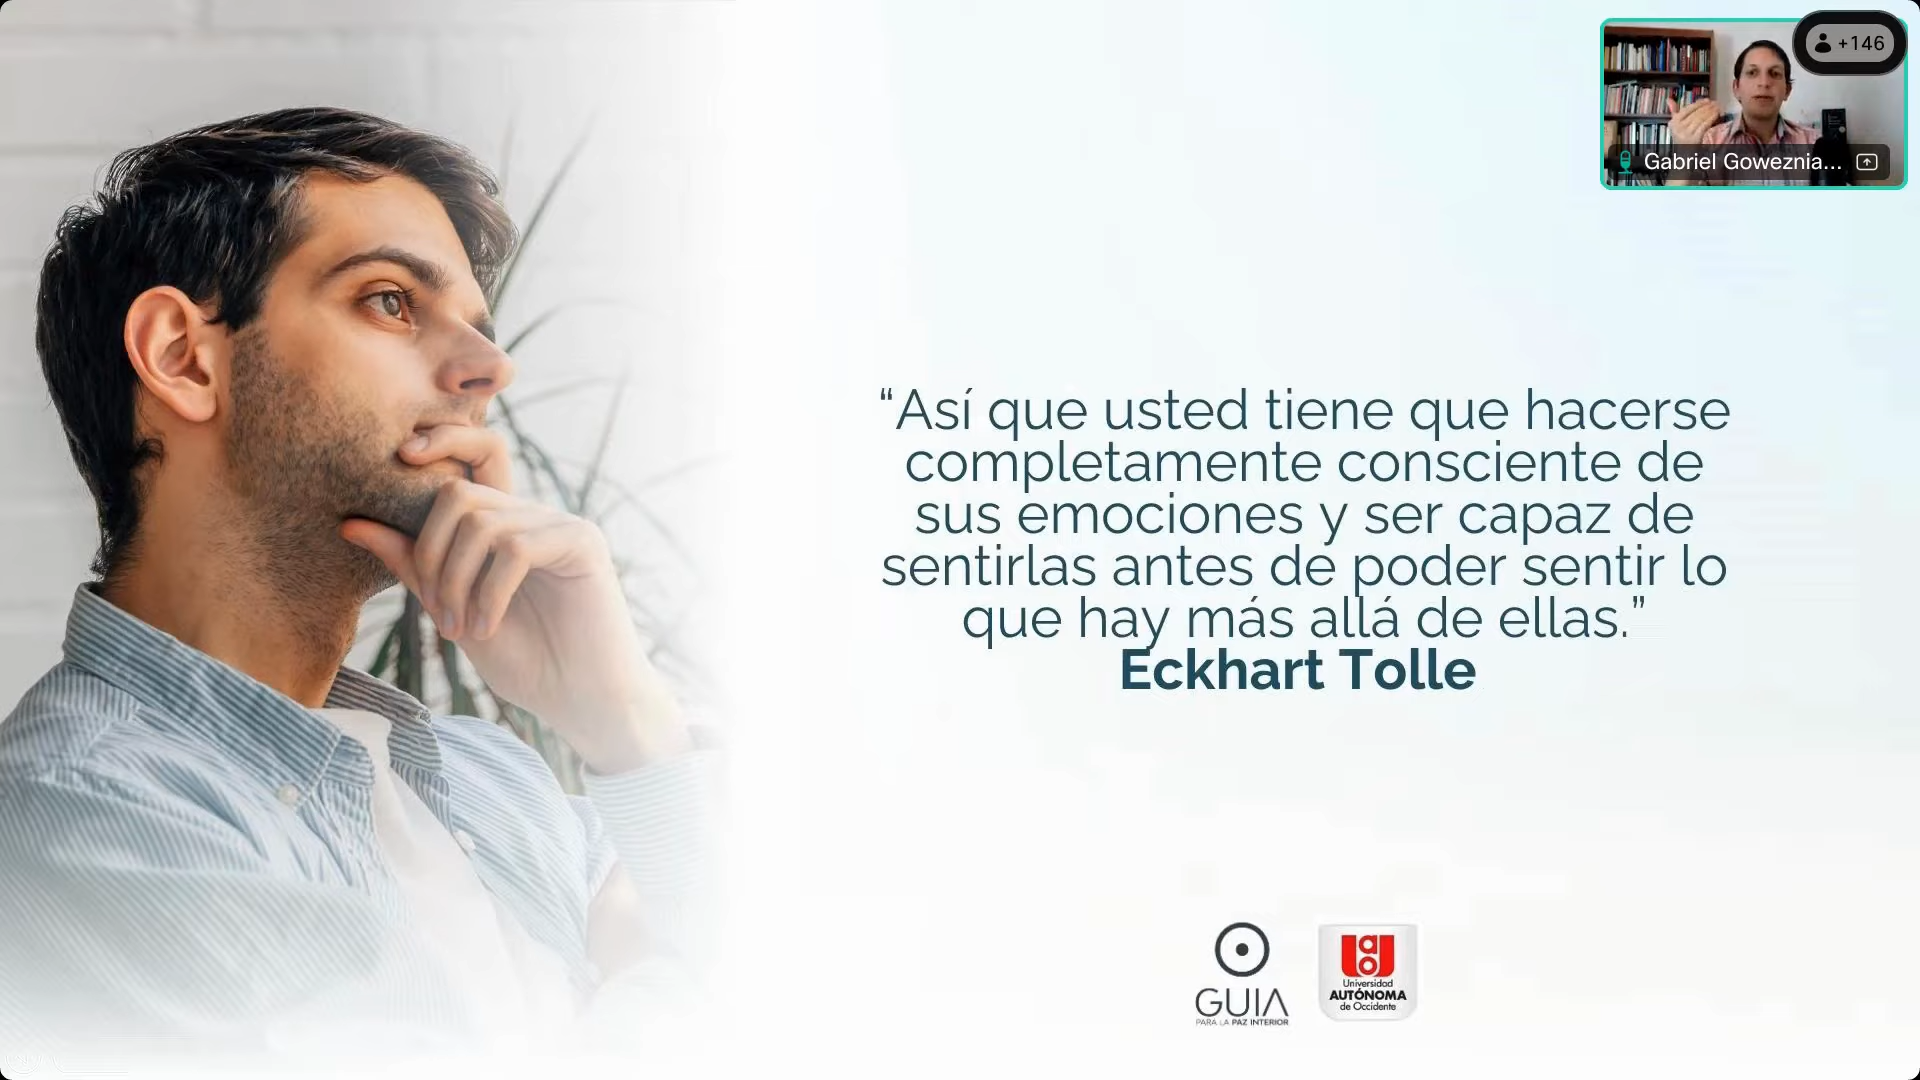 +146
Gabriel Goweznia...
“Así que usted tiene que hacerse
completamente consciente de
sus emociones y ser capaz de
sentirlas antes de poder sentir lo
que hay más allá de ellas.”
Eckhart Tolle
GUIA
PARA LA PAZ INTERIOR
uao
Universidad
AUTÓNOMA
de Occidente